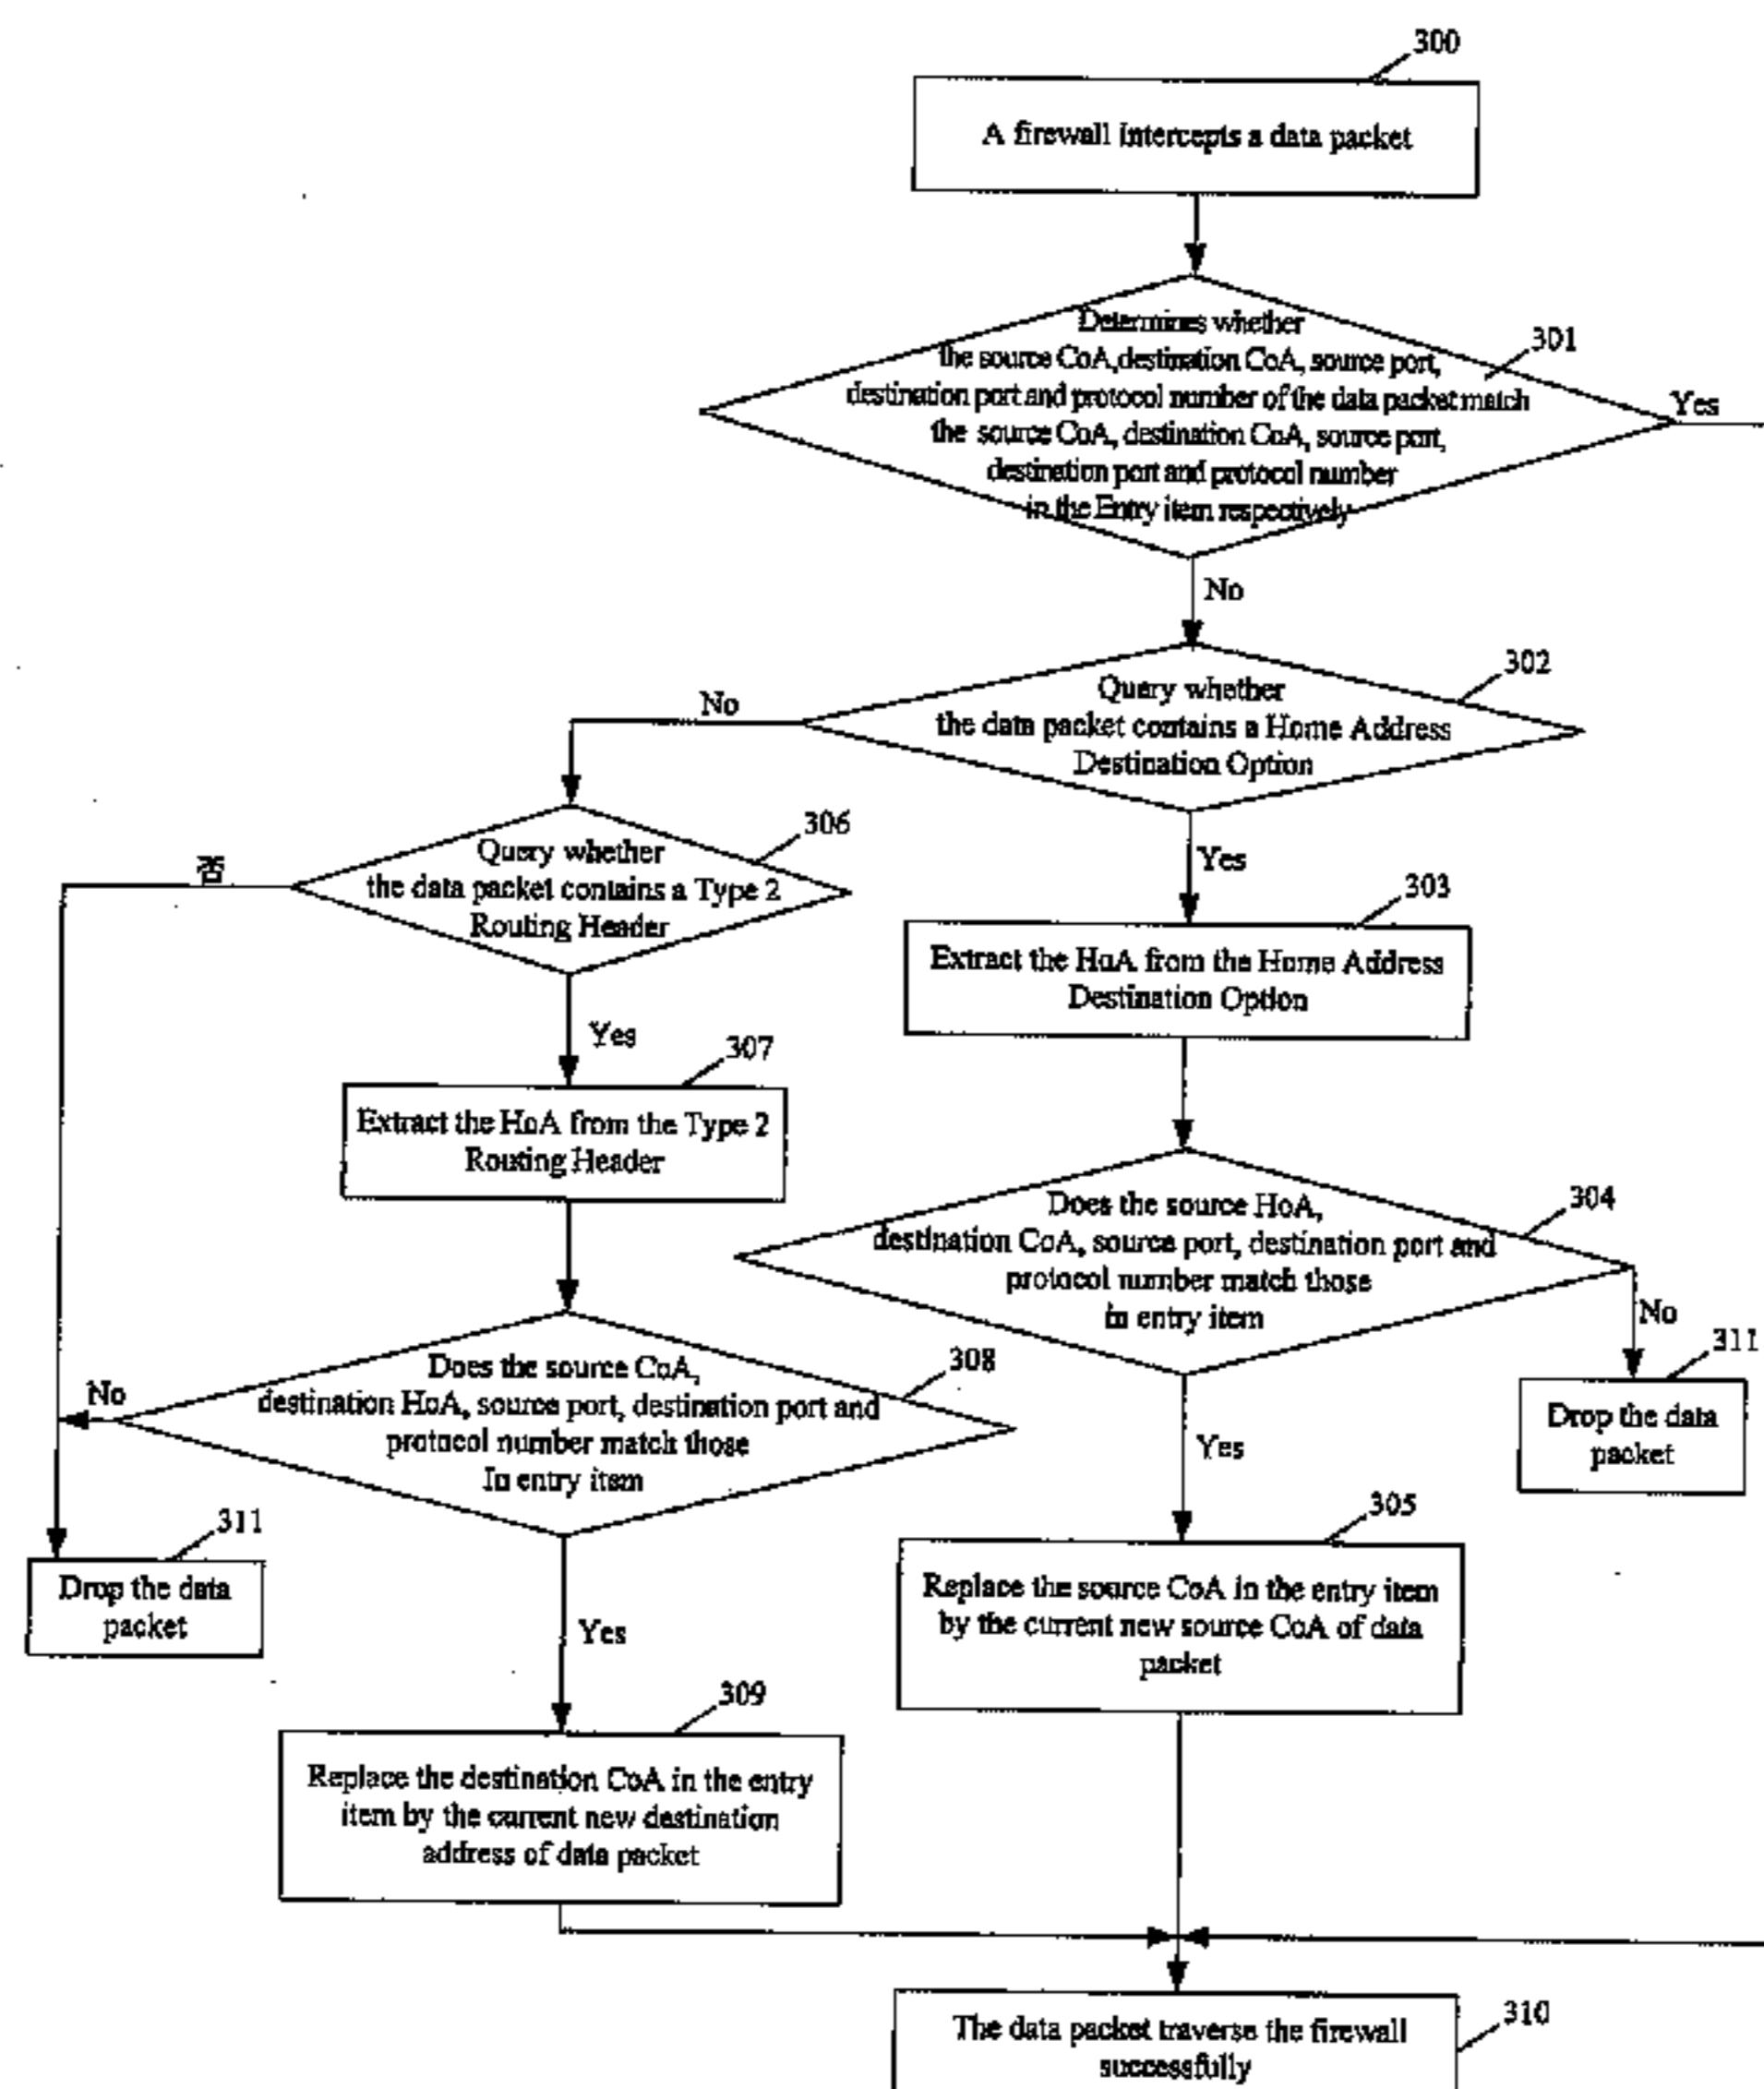 300
A firewall intercepts a data packet
301
Determines whether
the source CoA,destination CoA, source port,
destination port and protocol number of the data packet match
the source CoA, destination CoA, source port,
destination port and protocol number
in the Entry item respectively
Yes
No
302
Query whether
the data packet contains a Home Address
Destination Option
No
Yes
306
Query whether
the data packet contains a Type 2
Routing Header
否
Yes
303
Extract the HoA from the Home Address
Destination Option
307
Extract the HoA from the Type 2
Routing Header
304
Does the source HoA,
destination CoA, source port, destination port and
protocol number match those
in entry item
No
311
Drop the data
packet
Yes
308
Does the source CoA,
destination HoA, source port, destination port and
protocol number match those
In entry item
No
311
Drop the data
packet
Yes
305
Replace the source CoA in the entry item
by the current new source CoA of data
packet
309
Replace the destination CoA in the entry
item by the current new destination
address of data packet
310
The data packet traverse the firewall
successfully